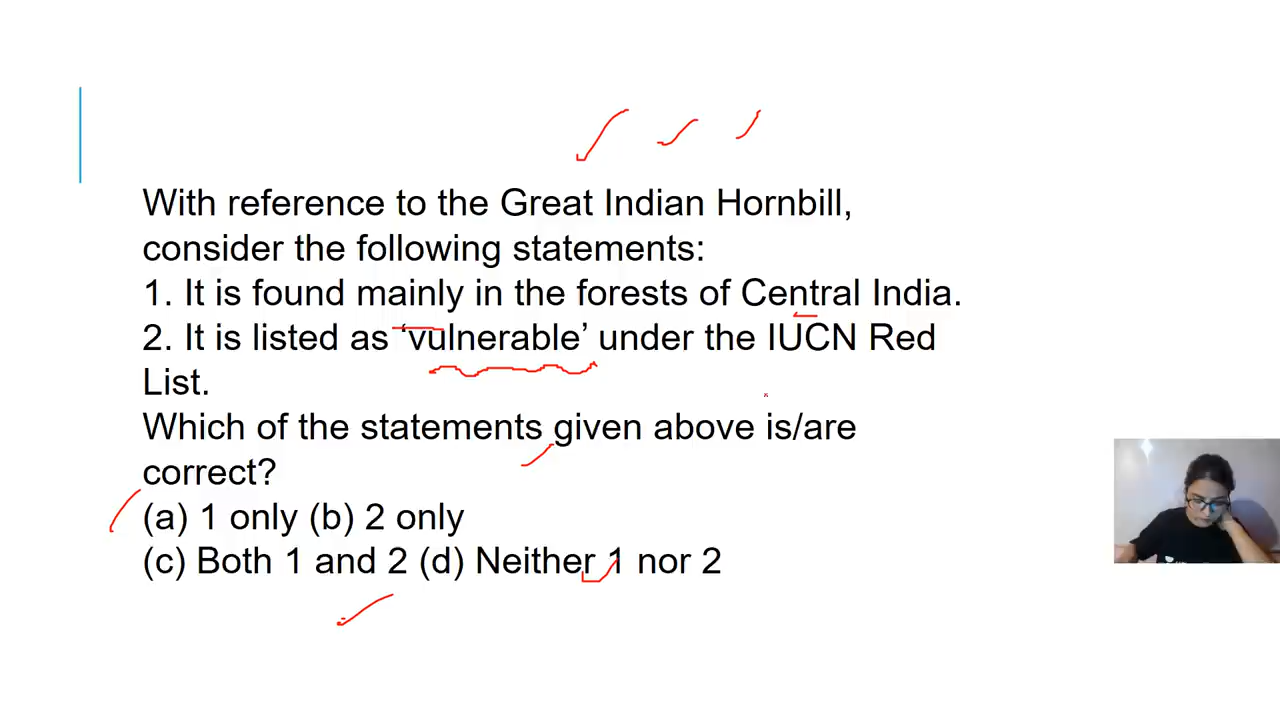 With reference to the Great Indian Hornbill,
consider the following statements:
1. It is found mainly in the forests of Central India.
2. It is listed as ‘vulnerable’ under the IUCN Red
List.
Which of the statements given above is/are
correct?
(a) 1 only (b) 2 only
(c) Both 1 and 2 (d) Neither 1 nor 2